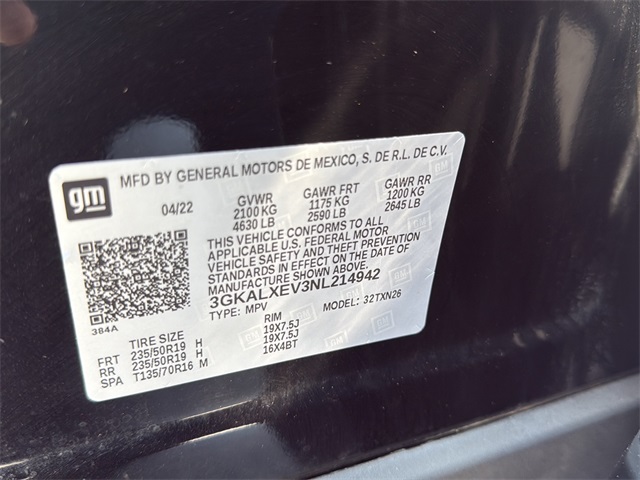 MFD BY GENERAL MOTORS DE MEXICO, S. DE R.L. DE C.V.
gm
04/22 GVWR GAWR FRT GAWR RR
2100 KG 1175 KG 1200 KG
4630 LB 2590 LB 2645 LB
THIS VEHICLE CONFORMS TO ALL
APPLICABLE U.S. FEDERAL MOTOR
VEHICLE SAFETY AND THEFT PREVENTION
STANDARDS IN EFFECT ON THE DATE OF
MANUFACTURE SHOWN ABOVE.
3GKALXEV3NL214942
TYPE: MPV MODEL: 32TXN26
384A
TIRE SIZE RIM
FRT 235/50R19 H 19X7.5J
RR 235/50R19 H 19X7.5J
SPA T135/70R16 M 16X4BT